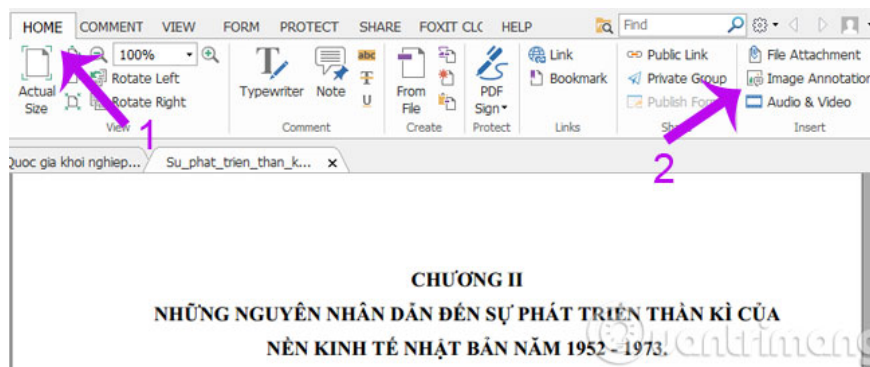 HOME COMMENT VIEW FORM PROTECT SHARE FOXIT CLC HELP Find
100% Link Public Link File Attachment
Rotate Left Bookmark Private Group Image Annotation
Actual Size Rotate Right Typewriter Note abc T U From File PDF Sign Publish Form Audio & Video
View Comment Create Protect Links Insert
1
2
Quoc gia khoi nghiep... Su_phat_trien_than_k... x
CHƯƠNG II
NHỮNG NGUYÊN NHÂN DẪN ĐẾN SỰ PHÁT TRIỂN THẦN KÌ CỦA
NỀN KINH TẾ NHẬT BẢN NĂM 1952 - 1973.
uantrimang